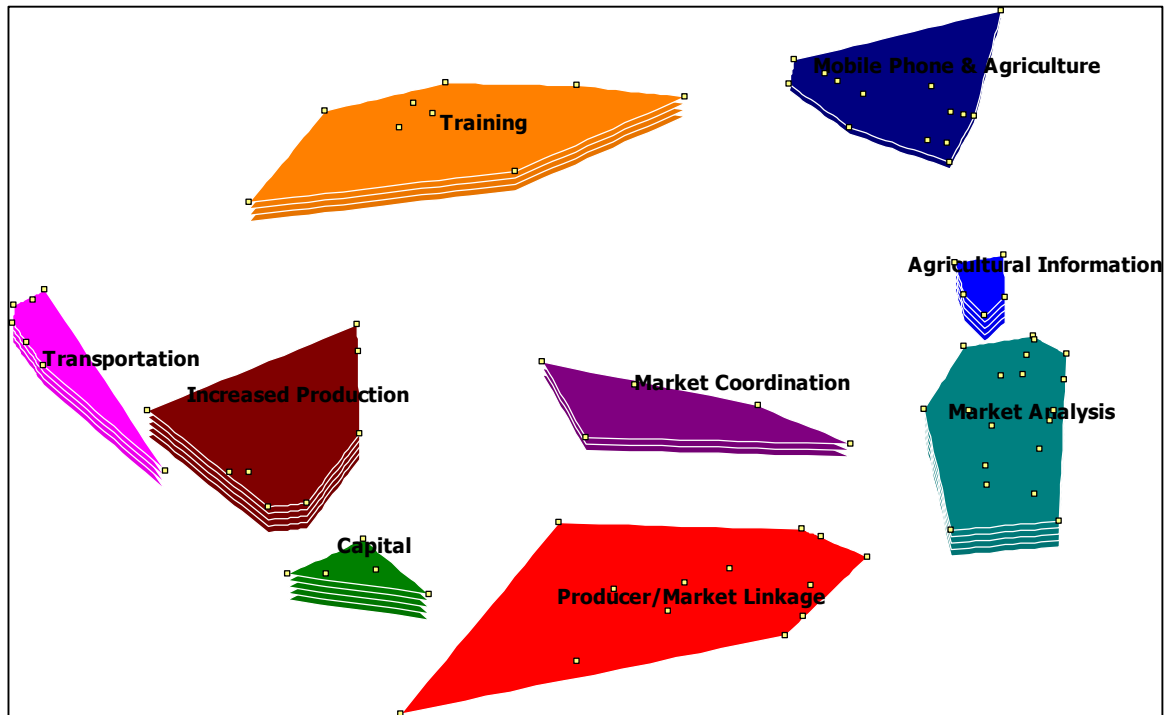 Mobile Phone & Agriculture
Training
Agricultural Information
Transportation
Increased Production
Market Coordination
Market Analysis
Capital
Producer/Market Linkage